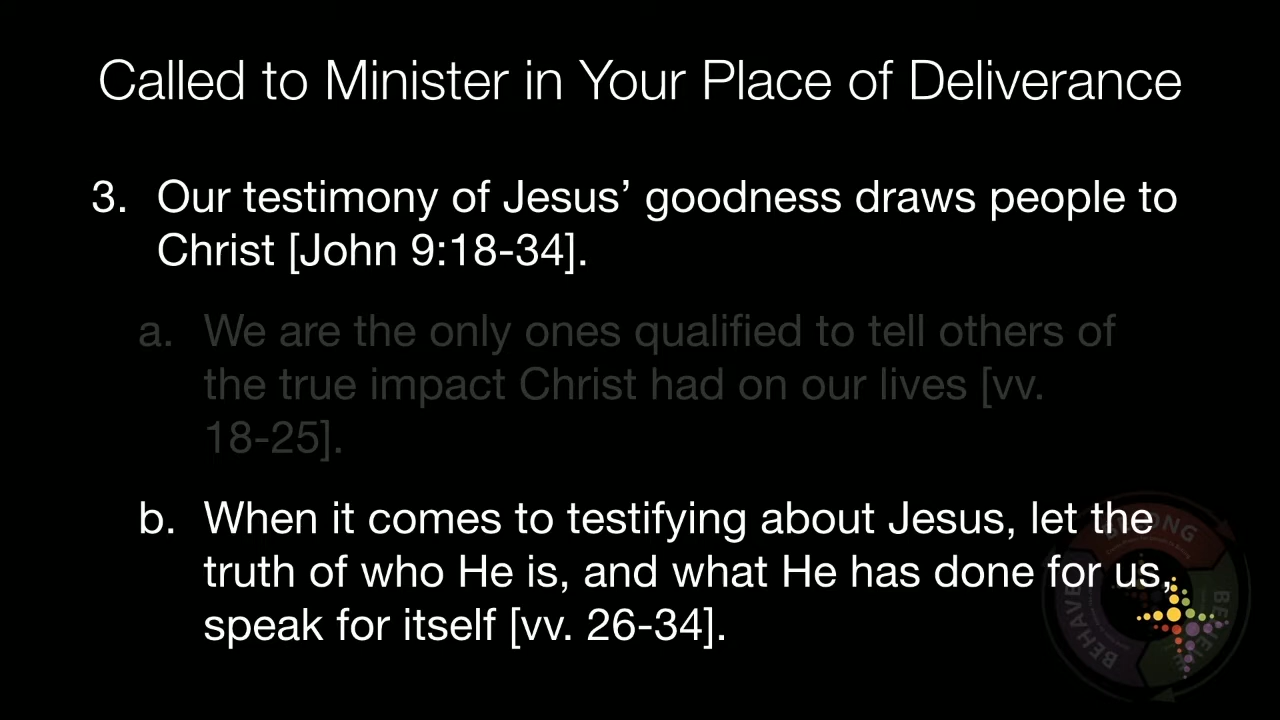 Called to Minister in Your Place of Deliverance
3. Our testimony of Jesus’ goodness draws people to
Christ [John 9:18-34].
a. We are the only ones qualified to tell others of
the true impact Christ had on our lives [vv.
18-25].
b. When it comes to testifying about Jesus, let the
truth of who He is, and what He has done for us,
speak for itself [vv. 26-34].
BEHAVE